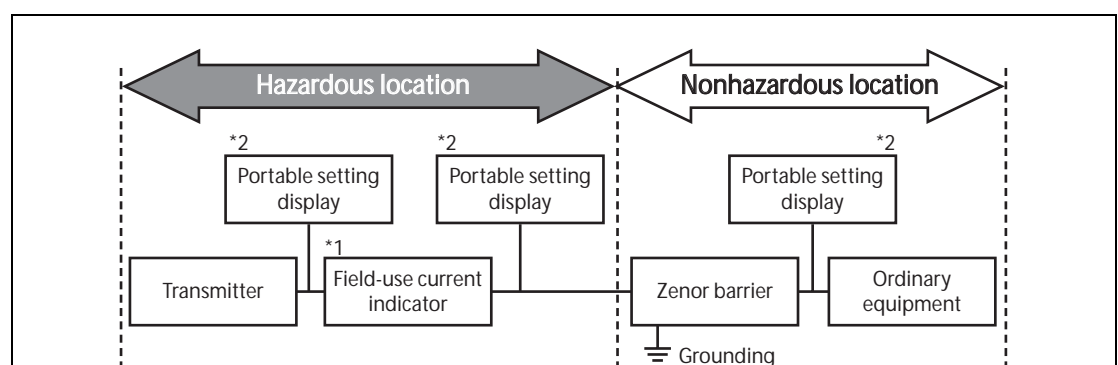 Hazardous location
Nonhazardous location
*2
*2
*2
Portable setting
display
Portable setting
display
Portable setting
display
*1
Transmitter
Field-use current
indicator
Zenor barrier
Ordinary
equipment
Grounding